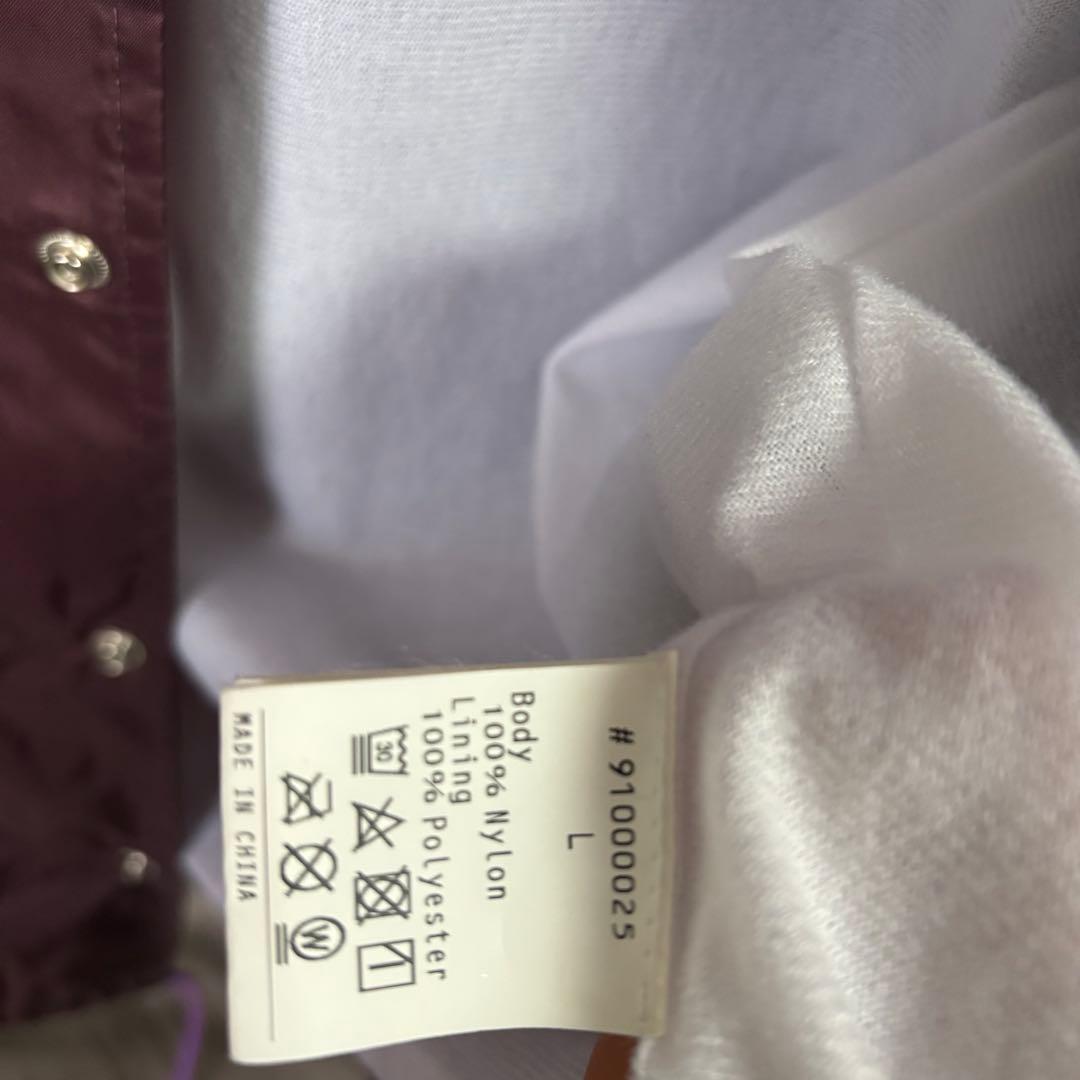 # 91000025
L
Body
100% Nylon
Lining
100% Polyester
30
W
MADE IN CHINA